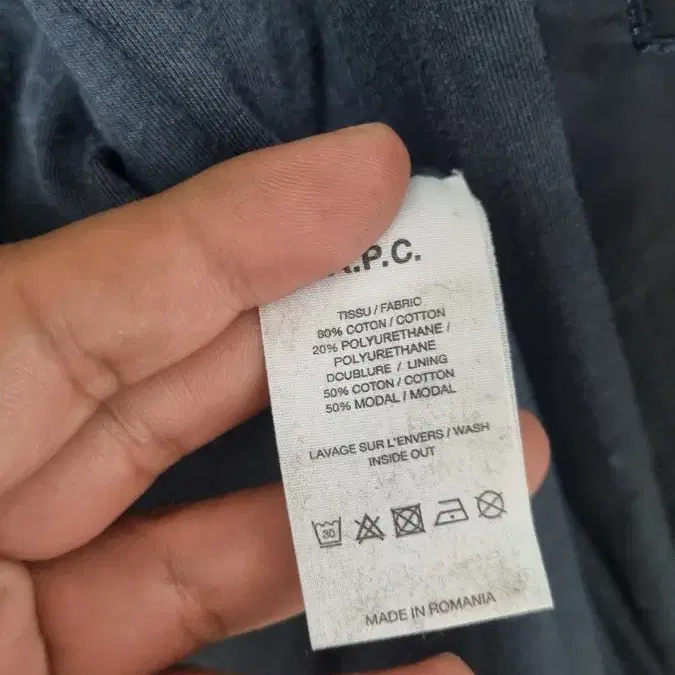 A.P.C.
TISSU / FABRIC
80% COTON / COTTON
20% POLYURETHANE /
POLYURETHANE
DOUBLURE / LINING
50% COTON / COTTON
50% MODAL / MODAL
LAVAGE SUR L'ENVERS / WASH
INSIDE OUT
30
MADE IN ROMANIA